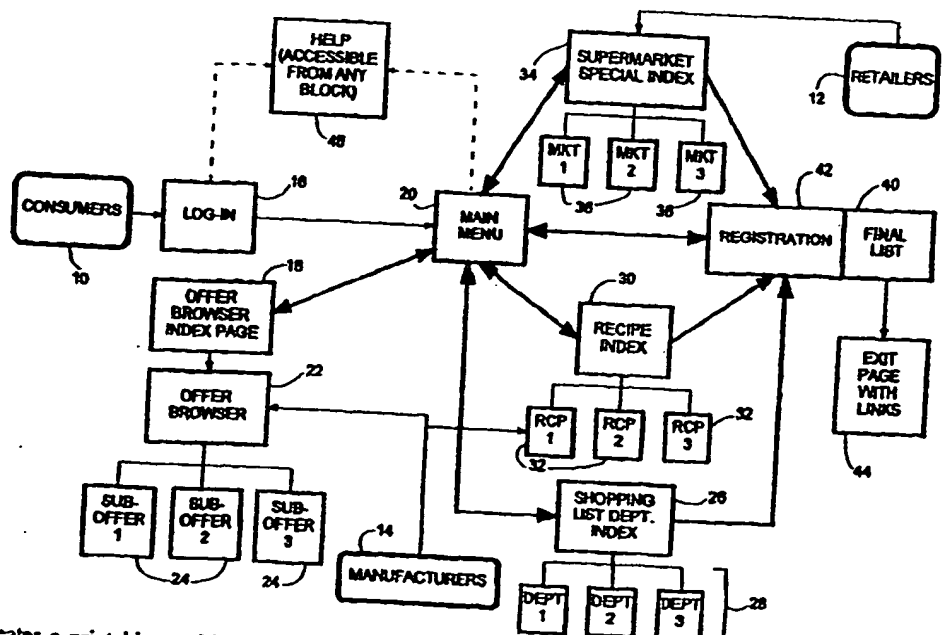 HELP
(ACCESSIBLE
FROM ANY
BLOCK)
46
SUPERMARKET
SPECIAL INDEX
34
RETAILERS
12
MKT
1
MKT
2
MKT
3
36
36
CONSUMERS
10
LOG-IN
16
20
MAIN
MENU
42
40
REGISTRATION
FINAL
LIST
18
OFFER
BROWSER
INDEX PAGE
30
RECIPE
INDEX
22
OFFER
BROWSER
EXIT
PAGE
WITH
LINKS
44
RCP
1
RCP
2
RCP
3
32
32
SUB-
OFFER
1
SUB-
OFFER
2
SUB-
OFFER
3
24
24
14
MANUFACTURERS
SHOPPING
LIST DEPT.
INDEX
26
DEPT
1
DEPT
2
DEPT
3
28